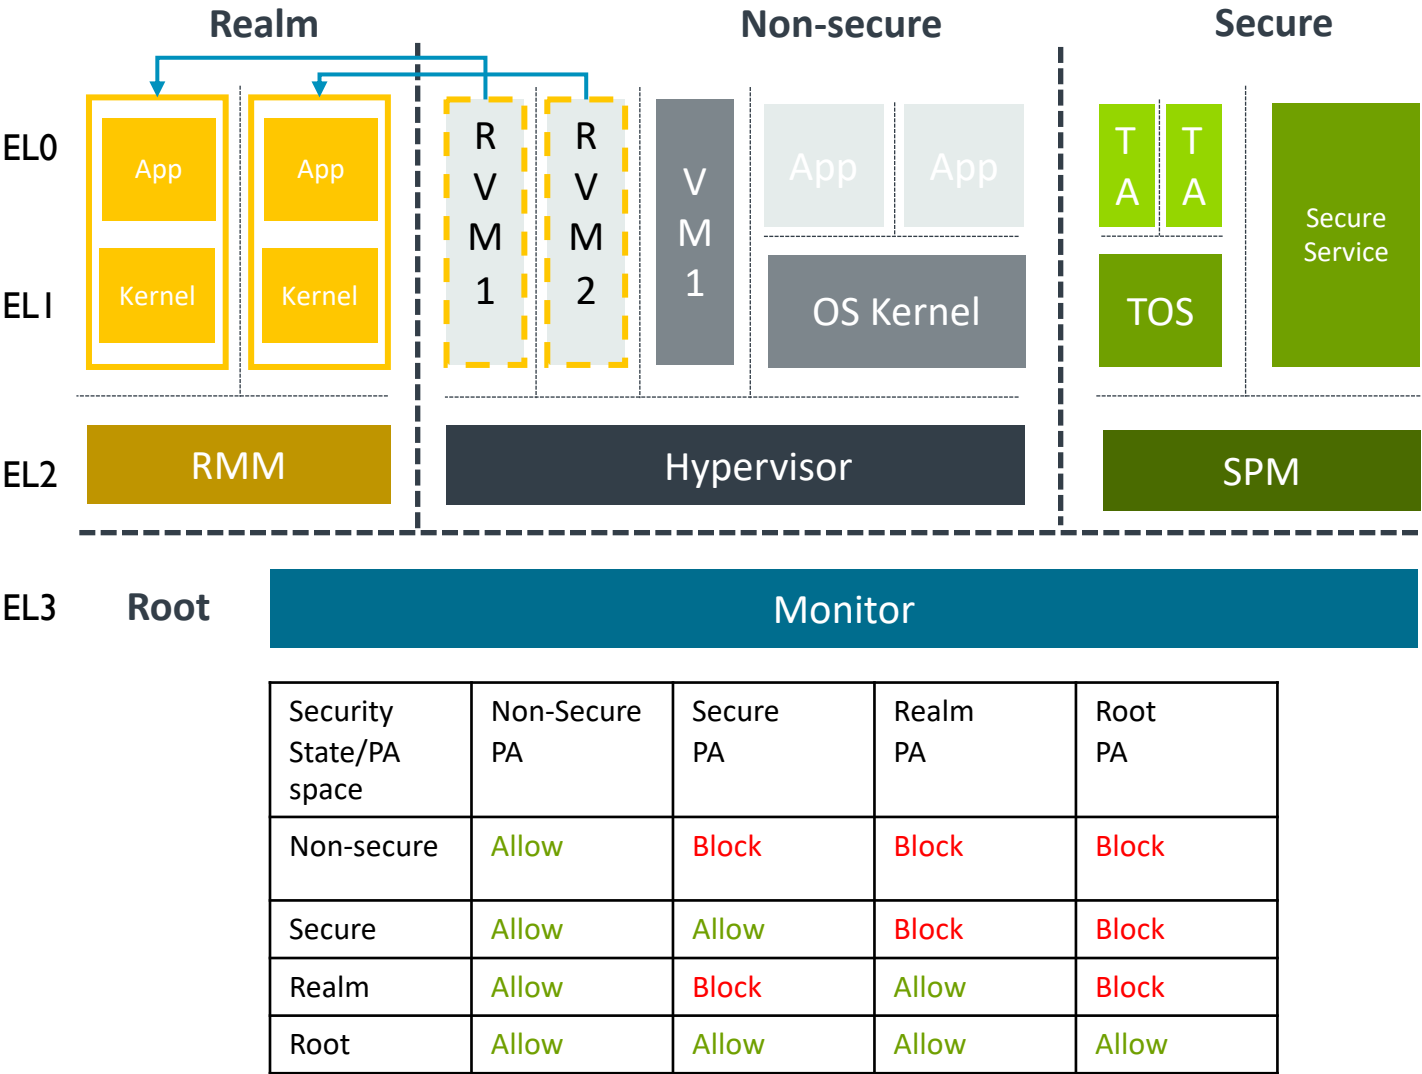 Realm
Non-secure
Secure
EL0
App
App
R
V
M
1
R
V
M
2
V
M
1
App
App
T
A
T
A
Secure
Service
EL1
Kernel
Kernel
OS Kernel
TOS
EL2
RMM
Hypervisor
SPM
EL3
Root
Monitor
Security
State/PA
space
Non-Secure
PA
Secure
PA
Realm
PA
Root
PA
Non-secure
Allow
Block
Block
Block
Secure
Allow
Allow
Block
Block
Realm
Allow
Block
Allow
Block
Root
Allow
Allow
Allow
Allow